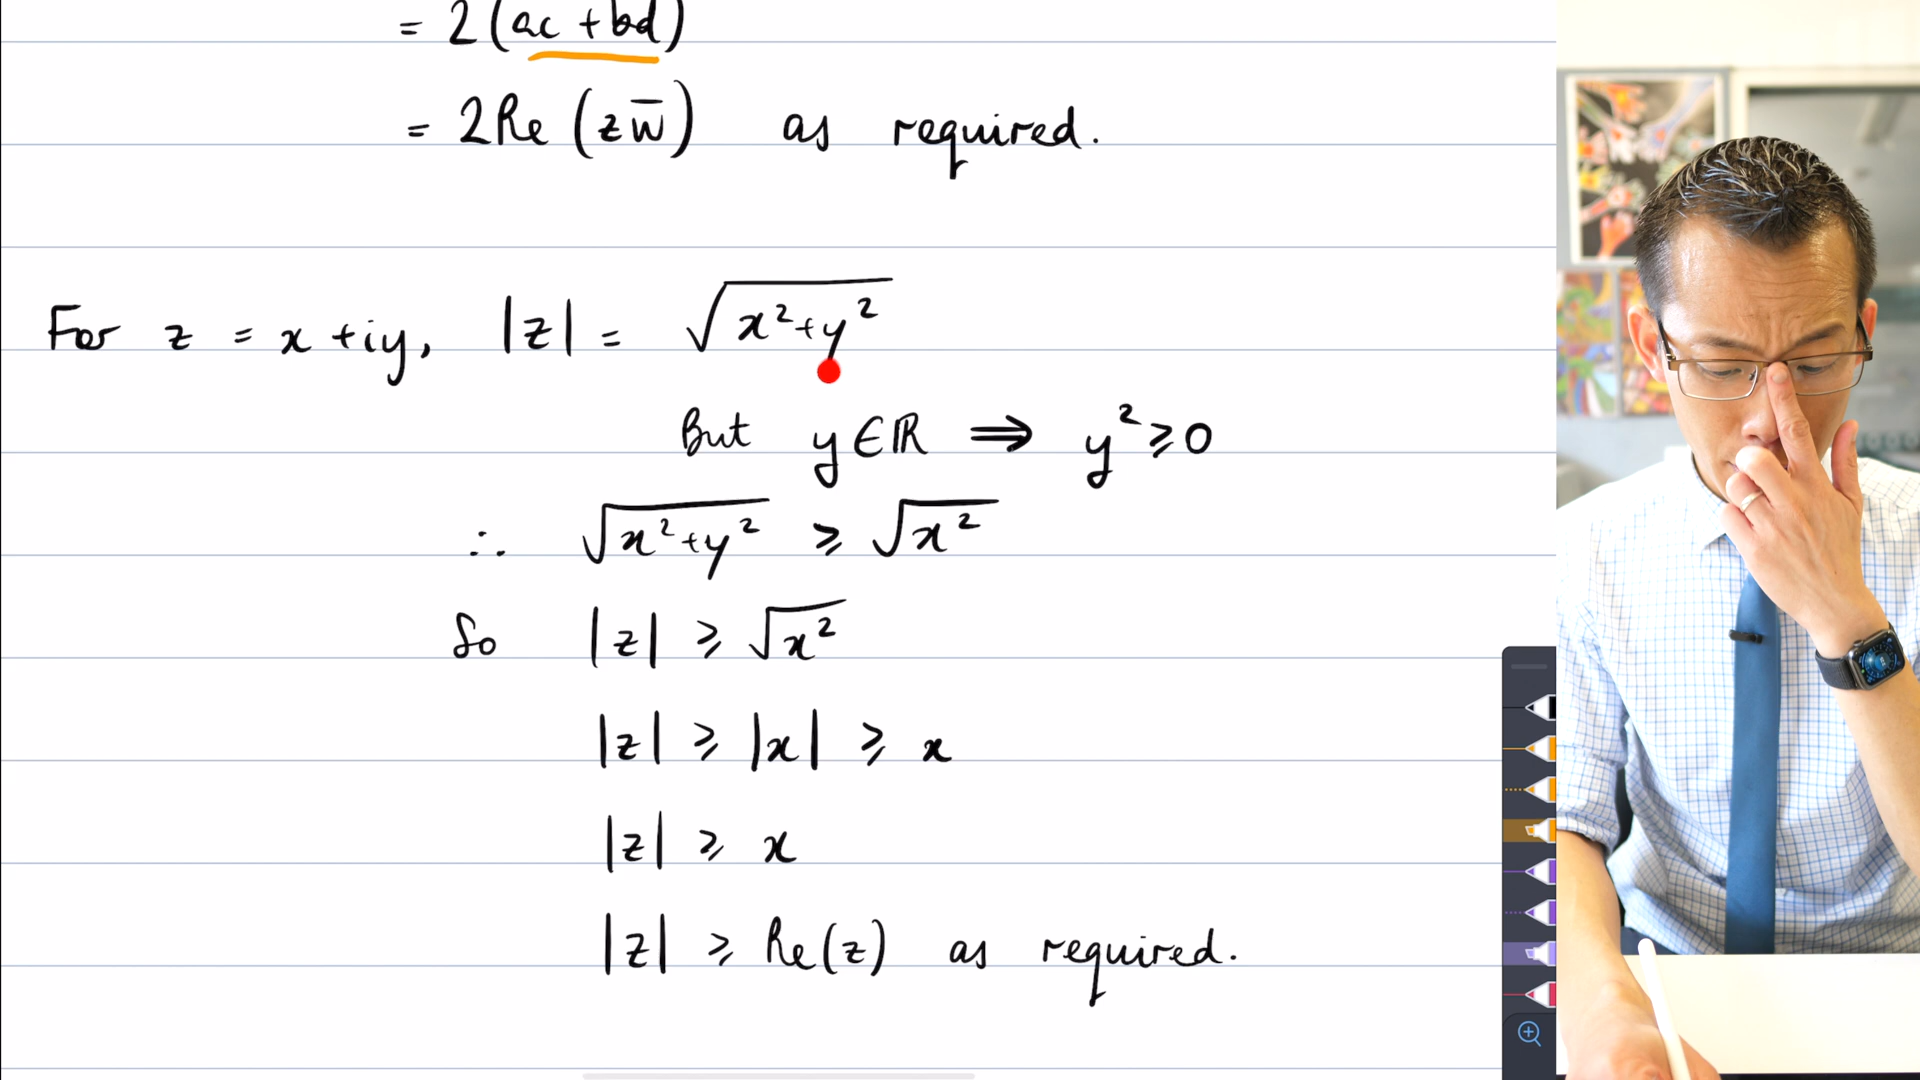 = 2(ac + bd)
= 2Re (zw̅) as required.
For z = x + iy, |z| = √(x²+y²)
But y ∈ ℝ ⇒ y² ⩾ 0
∴ √(x²+y²) ⩾ √(x²)
So |z| ⩾ √(x²)
|z| ⩾ |x| ⩾ x
|z| ⩾ x
|z| ⩾ Re(z) as required.